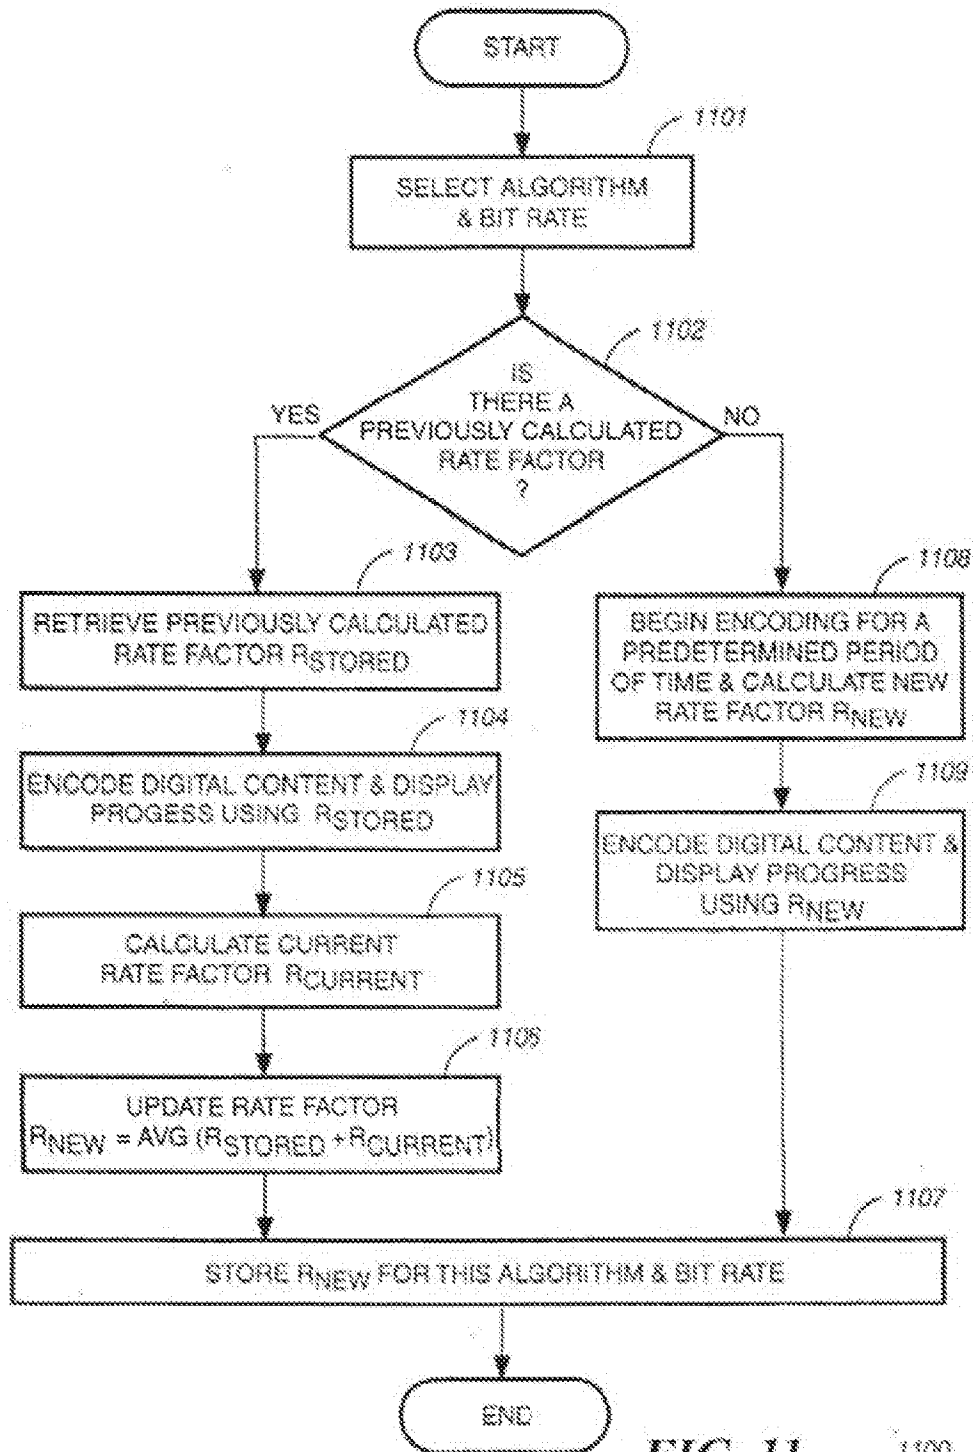 START
1101
SELECT ALGORITHM
& BIT RATE
1102
IS
THERE A
PREVIOUSLY CALCULATED
RATE FACTOR
?
YES
NO
1103
RETRIEVE PREVIOUSLY CALCULATED
RATE FACTOR RSTORED
1108
BEGIN ENCODING FOR A
PREDETERMINED PERIOD
OF TIME & CALCULATE NEW
RATE FACTOR RNEW
1104
ENCODE DIGITAL CONTENT & DISPLAY
PROGESS USING RSTORED
1109
ENCODE DIGITAL CONTENT &
DISPLAY PROGRESS
USING RNEW
1105
CALCULATE CURRENT
RATE FACTOR RCURRENT
1106
UPDATE RATE FACTOR
RNEW = AVG (RSTORED + RCURRENT)
1107
STORE RNEW FOR THIS ALGORITHM & BIT RATE
END
FIG. 11
1100